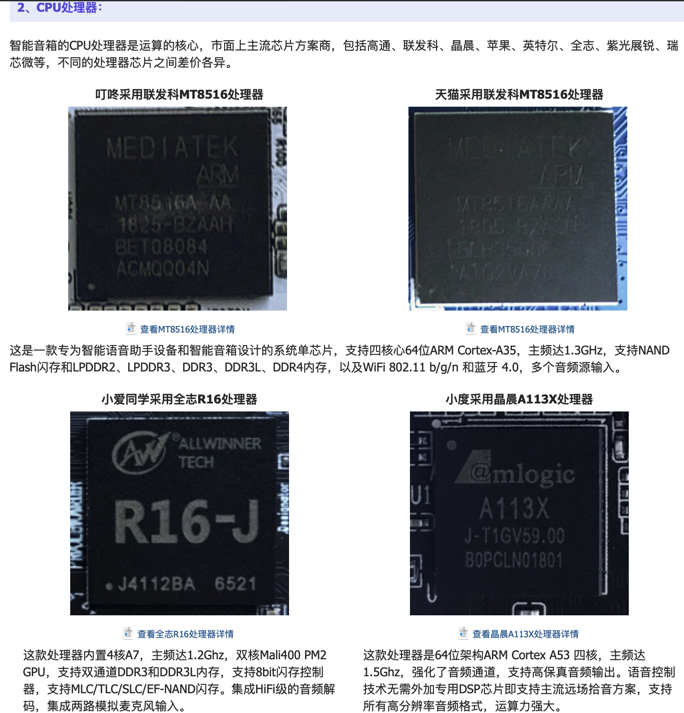 2、CPU处理器：
智能音箱的CPU处理器是运算的核心，市面上主流芯片方案商，包括高通、联发科、晶晨、苹果、英特尔、全志、紫光展锐、瑞
芯微等，不同的处理器芯片之间差价各异。
叮咚采用联发科MT8516处理器
天猫采用联发科MT8516处理器
MEDIATEK
ARM
MT8516A AA
1825-BZAAH
BET08084
ACMQQ04N
MEDIATEK
ARM
MT8516AAAA
查看MT8516处理器详情
查看MT8516处理器详情
这是一款专为智能语音助手设备和智能音箱设计的系统单芯片，支持四核心64位ARM Cortex-A35，主频达1.3GHz，支持NAND
Flash闪存和LPDDR2、LPDDR3、DDR3、DDR3L、DDR4内存，以及WiFi 802.11 b/g/n 和蓝牙 4.0，多个音频源输入。
小爱同学采用全志R16处理器
小度采用晶晨A113X处理器
AW ®ALLWINNER
TECH
R16-J
J4112BA 6521
@mlogic
A113X
J-T1GV59.00
B0PCLN01801
U1
查看全志R16处理器详情
查看晶晨A113X处理器详情
这款处理器内置4核A7，主频达1.2Ghz，双核Mali400 PM2
GPU，支持双通道DDR3和DDR3L内存，支持8bit闪存控制
器，支持MLC/TLC/SLC/EF-NAND闪存。集成HiFi级的音频解
码，集成两路模拟麦克风输入。
这款处理器是64位架构ARM Cortex A53 四核，主频达
1.5Ghz，强化了音频通道，支持高保真音频输出。语音控制
技术无需外加专用DSP芯片即支持主流远场拾音方案，支持
所有高分辨率音频格式，运算力强大。